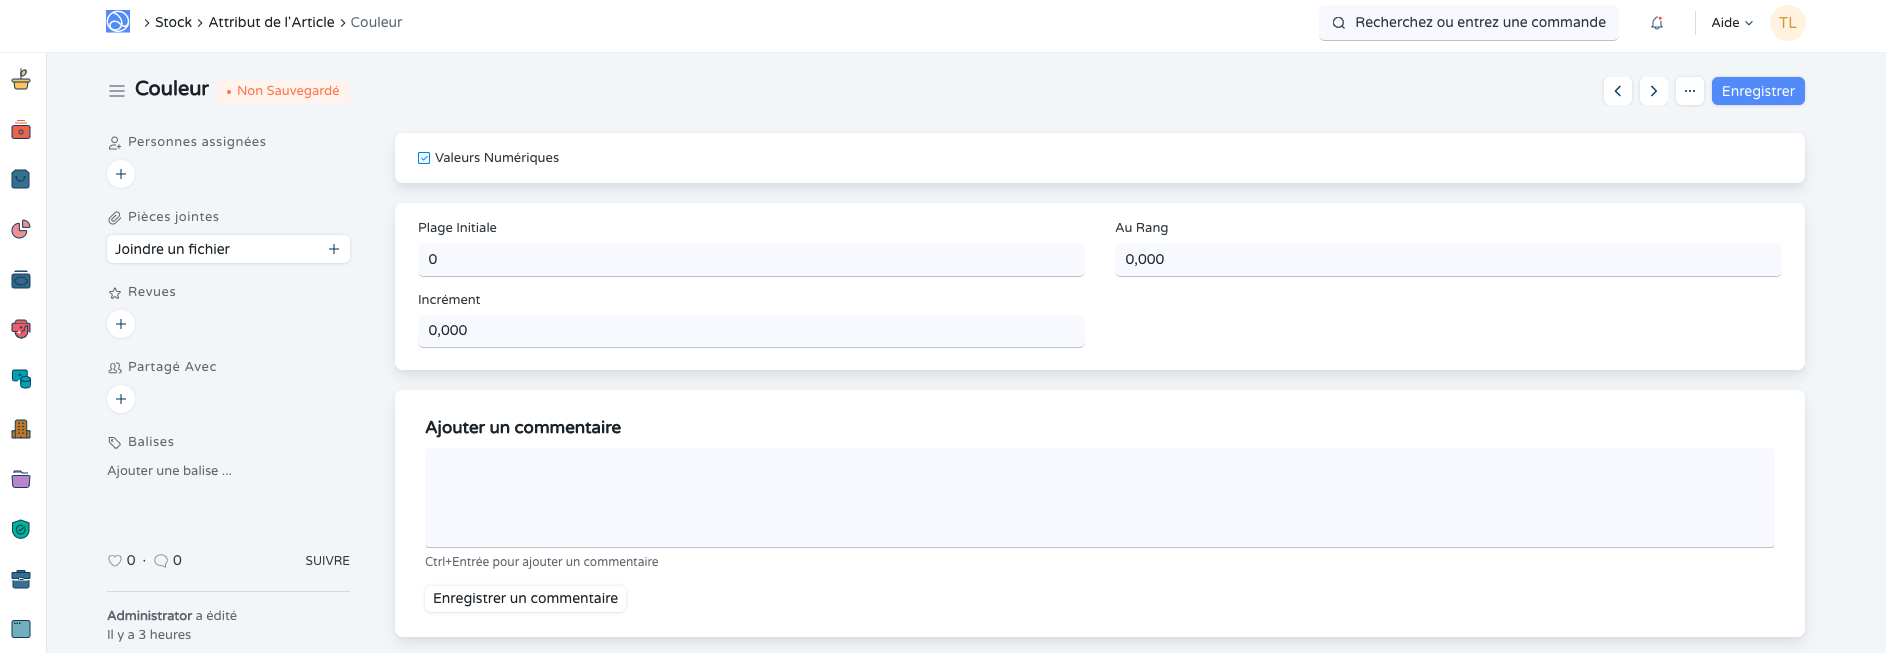 Stock Attribut de l'Article Couleur
Recherchez ou entrez une commande
Aide
TL
Couleur
Non Sauvegardé
...
Enregistrer
Personnes assignées
Pièces jointes
Joindre un fichier
Revues
Partagé Avec
Balises
Ajouter une balise ...
0 · 0
SUIVRE
Administrator a édité
Il y a 3 heures
Valeurs Numériques
Plage Initiale
0
Au Rang
0,000
Incrément
0,000
Ajouter un commentaire
Ctrl+Entrée pour ajouter un commentaire
Enregistrer un commentaire